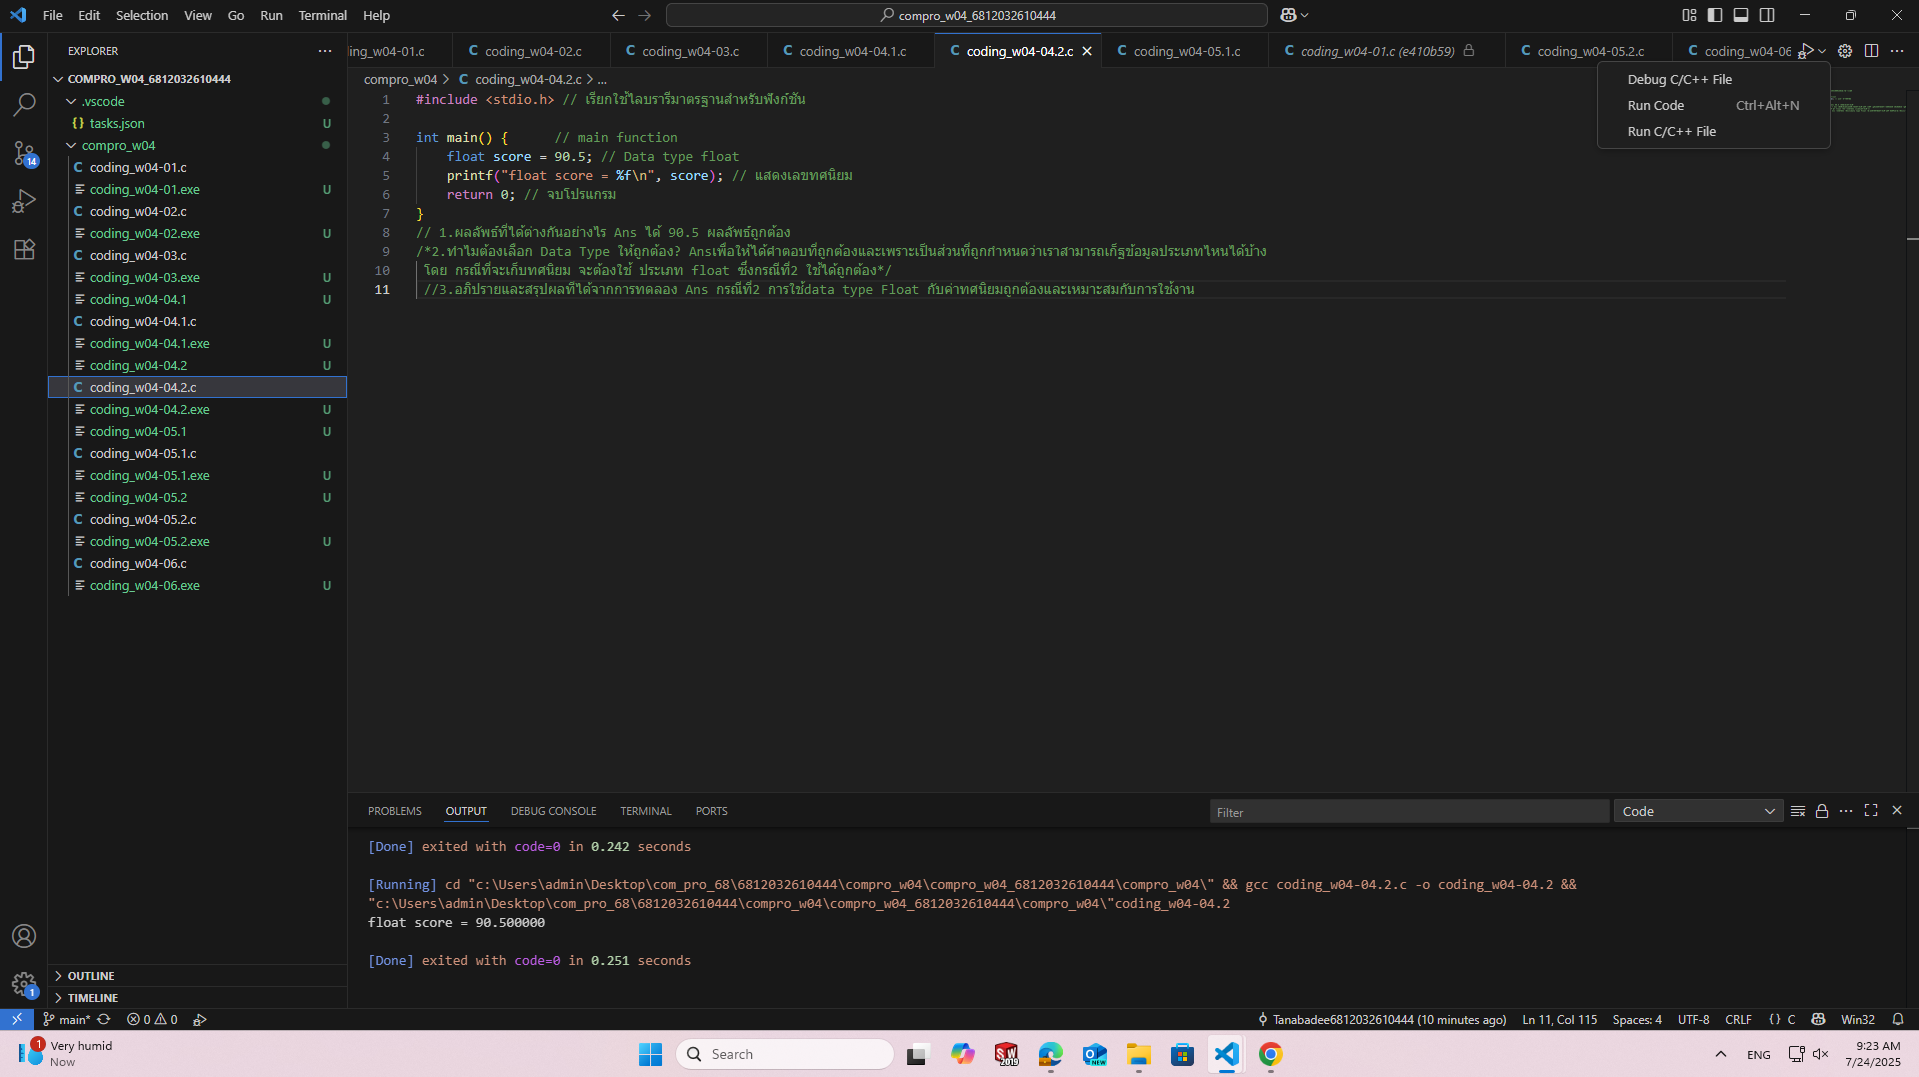 File Edit Selection View Go Run Terminal Help
compro_w04_6812032610444
EXPLORER
COMPRO_W04_6812032610444
.vscode
tasks.json U
compro_w04
coding_w04-01.c
coding_w04-01.exe U
coding_w04-02.c
coding_w04-02.exe U
coding_w04-03.c
coding_w04-03.exe U
coding_w04-04.1 U
coding_w04-04.1.c
coding_w04-04.1.exe U
coding_w04-04.2 U
coding_w04-04.2.c
coding_w04-04.2.exe U
coding_w04-05.1 U
coding_w04-05.1.c
coding_w04-05.1.exe U
coding_w04-05.2 U
coding_w04-05.2.c
coding_w04-05.2.exe U
coding_w04-06.c
coding_w04-06.exe U
OUTLINE
TIMELINE
14
1
ing_w04-01.c
C coding_w04-02.c
C coding_w04-03.c
C coding_w04-04.1.c
C coding_w04-04.2.c
C coding_w04-05.1.c
C coding_w04-01.c (e410b59)
C coding_w04-05.2.c
C coding_w04-06
compro_w04 > C coding_w04-04.2.c > ...
Debug C/C++ File
Run Code Ctrl+Alt+N
Run C/C++ File
1 #include <stdio.h> // เรียกใช้ไลบรารีมาตรฐานสำหรับฟังก์ชัน
2
3 int main() { // main function
4 float score = 90.5; // Data type float
5 printf("float score = %f\n", score); // แสดงเลขทศนิยม
6 return 0; // จบโปรแกรม
7 }
8 // 1.ผลลัพธ์ที่ได้ต่างกันอย่างไร Ans ได้ 90.5 ผลลัพธ์ถูกต้อง
9 /*2.ทำไมต้องเลือก Data Type ให้ถูกต้อง? Ansเพื่อให้ได้คำตอบที่ถูกต้องและเพราะเป็นส่วนที่ถูกกำหนดว่าเราสามารถเก็ฐข้อมูลประเภทไหนได้บ้าง
10 โดย กรณีที่จะเก็บทศนิยม จะต้องใช้ ประเภท float ซึ่งกรณีที่2 ใช้ได้ถูกต้อง*/
11 //3.อภิปรายและสรุปผลที่ได้จากการทดลอง Ans กรณีที่2 การใช้data type Float กับค่าทศนิยมถูกต้องและเหมาะสมกับการใช้งาน
PROBLEMS OUTPUT DEBUG CONSOLE TERMINAL PORTS
Filter
Code
[Done] exited with code=0 in 0.242 seconds
[Running] cd "c:\Users\admin\Desktop\com_pro_68\6812032610444\compro_w04\compro_w04_6812032610444\compro_w04\" && gcc coding_w04-04.2.c -o coding_w04-04.2 &&
"c:\Users\admin\Desktop\com_pro_68\6812032610444\compro_w04\compro_w04_6812032610444\compro_w04\"coding_w04-04.2
float score = 90.500000
[Done] exited with code=0 in 0.251 seconds
main* 0 0 Tanabadee6812032610444 (10 minutes ago) Ln 11, Col 115 Spaces: 4 UTF-8 CRLF {} C Win32
1 Very humid
Now
Search
SW 2019
NEW
ENG
9:23 AM
7/24/2025